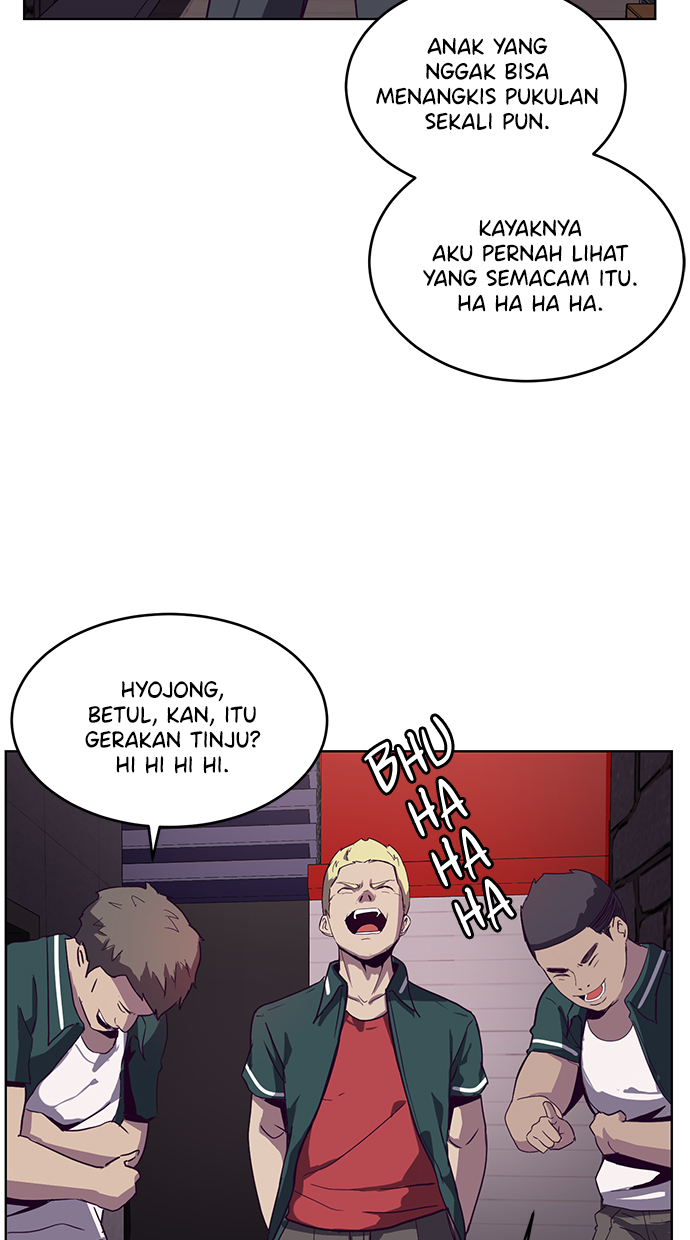 ANAK YANG
NGGAK BISA
MENANGKIS PUKULAN
SEKALI PUN.
KAYAKNYA
AKU PERNAH LIHAT
YANG SEMACAM ITU.
HA HA HA HA.
HYOJONG,
BETUL, KAN, ITU
GERAKAN TINJU?
HI HI HI HI.
BHU
HA
HA
HA